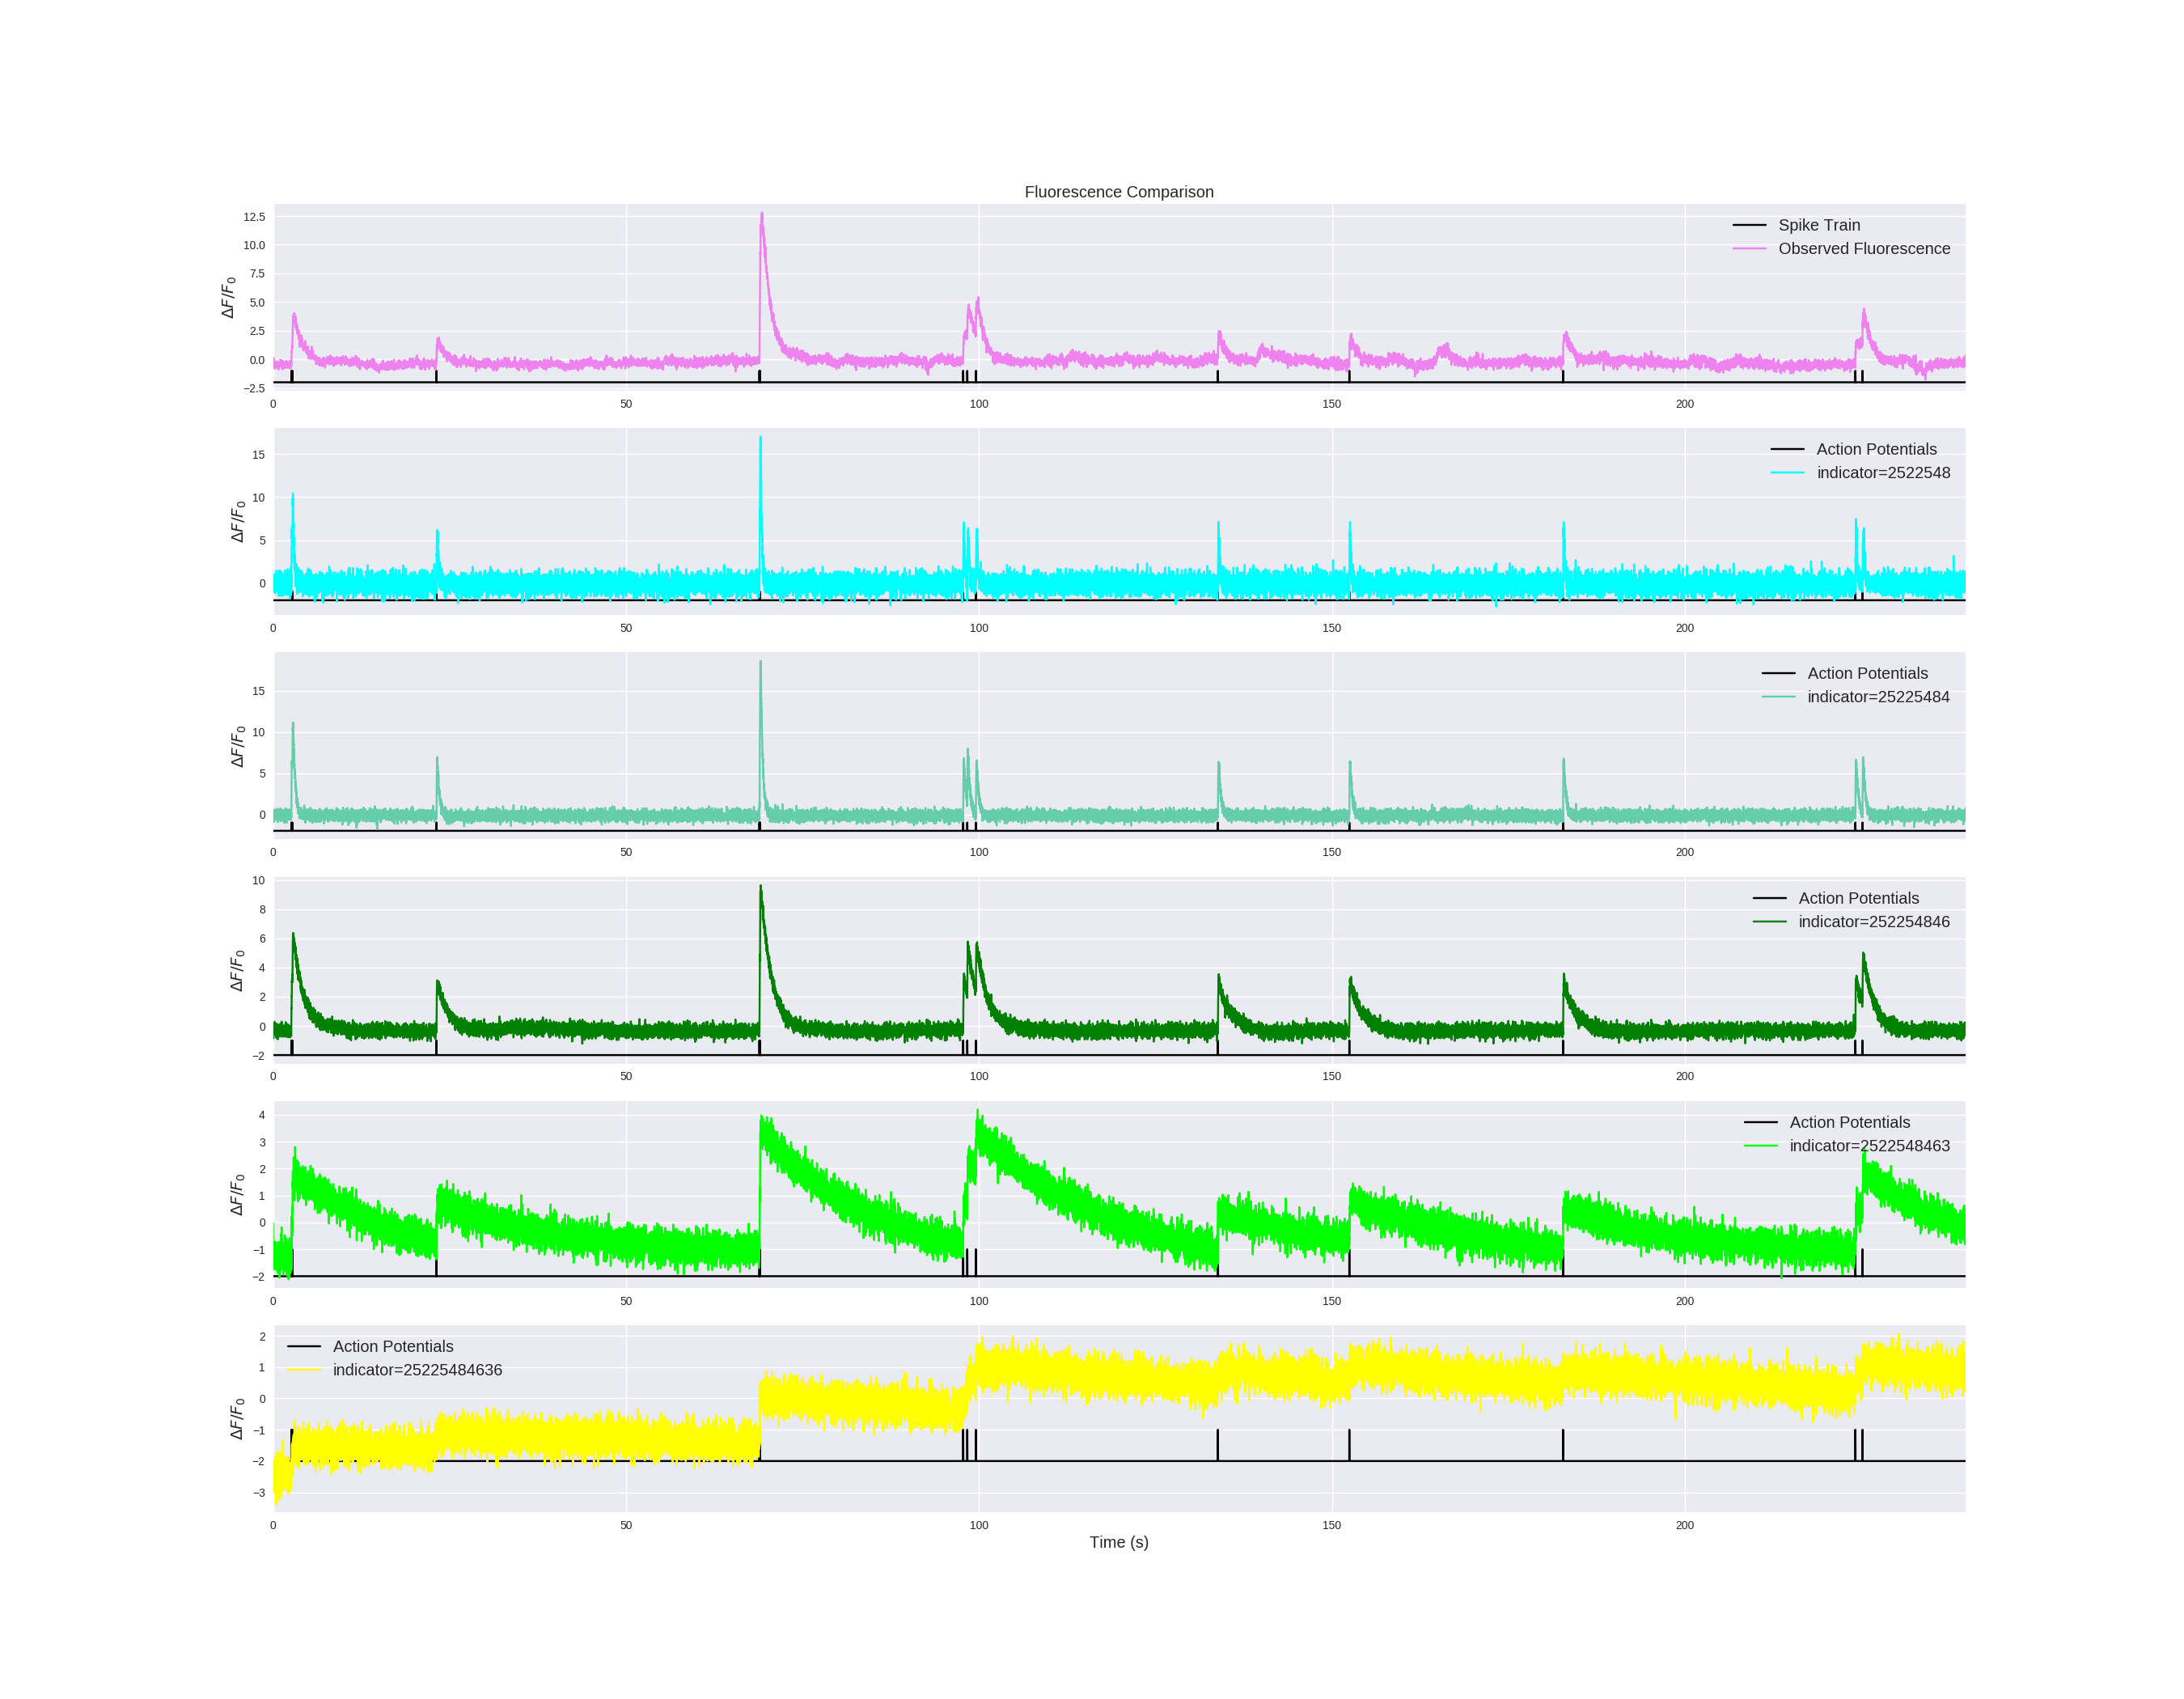 Fluorescence Comparison
12.5
10.0
7.5
5.0
2.5
0.0
−2.5
ΔF/F0
Spike Train
Observed Fluorescence
0 50 100 150 200
15
10
5
0
ΔF/F0
Action Potentials
indicator=2522548
0 50 100 150 200
15
10
5
0
ΔF/F0
Action Potentials
indicator=25225484
0 50 100 150 200
10
8
6
4
2
0
−2
ΔF/F0
Action Potentials
indicator=252254846
0 50 100 150 200
4
3
2
1
0
−1
−2
ΔF/F0
Action Potentials
indicator=2522548463
0 50 100 150 200
2
1
0
−1
−2
−3
ΔF/F0
Action Potentials
indicator=25225484636
0 50 100 150 200
Time (s)